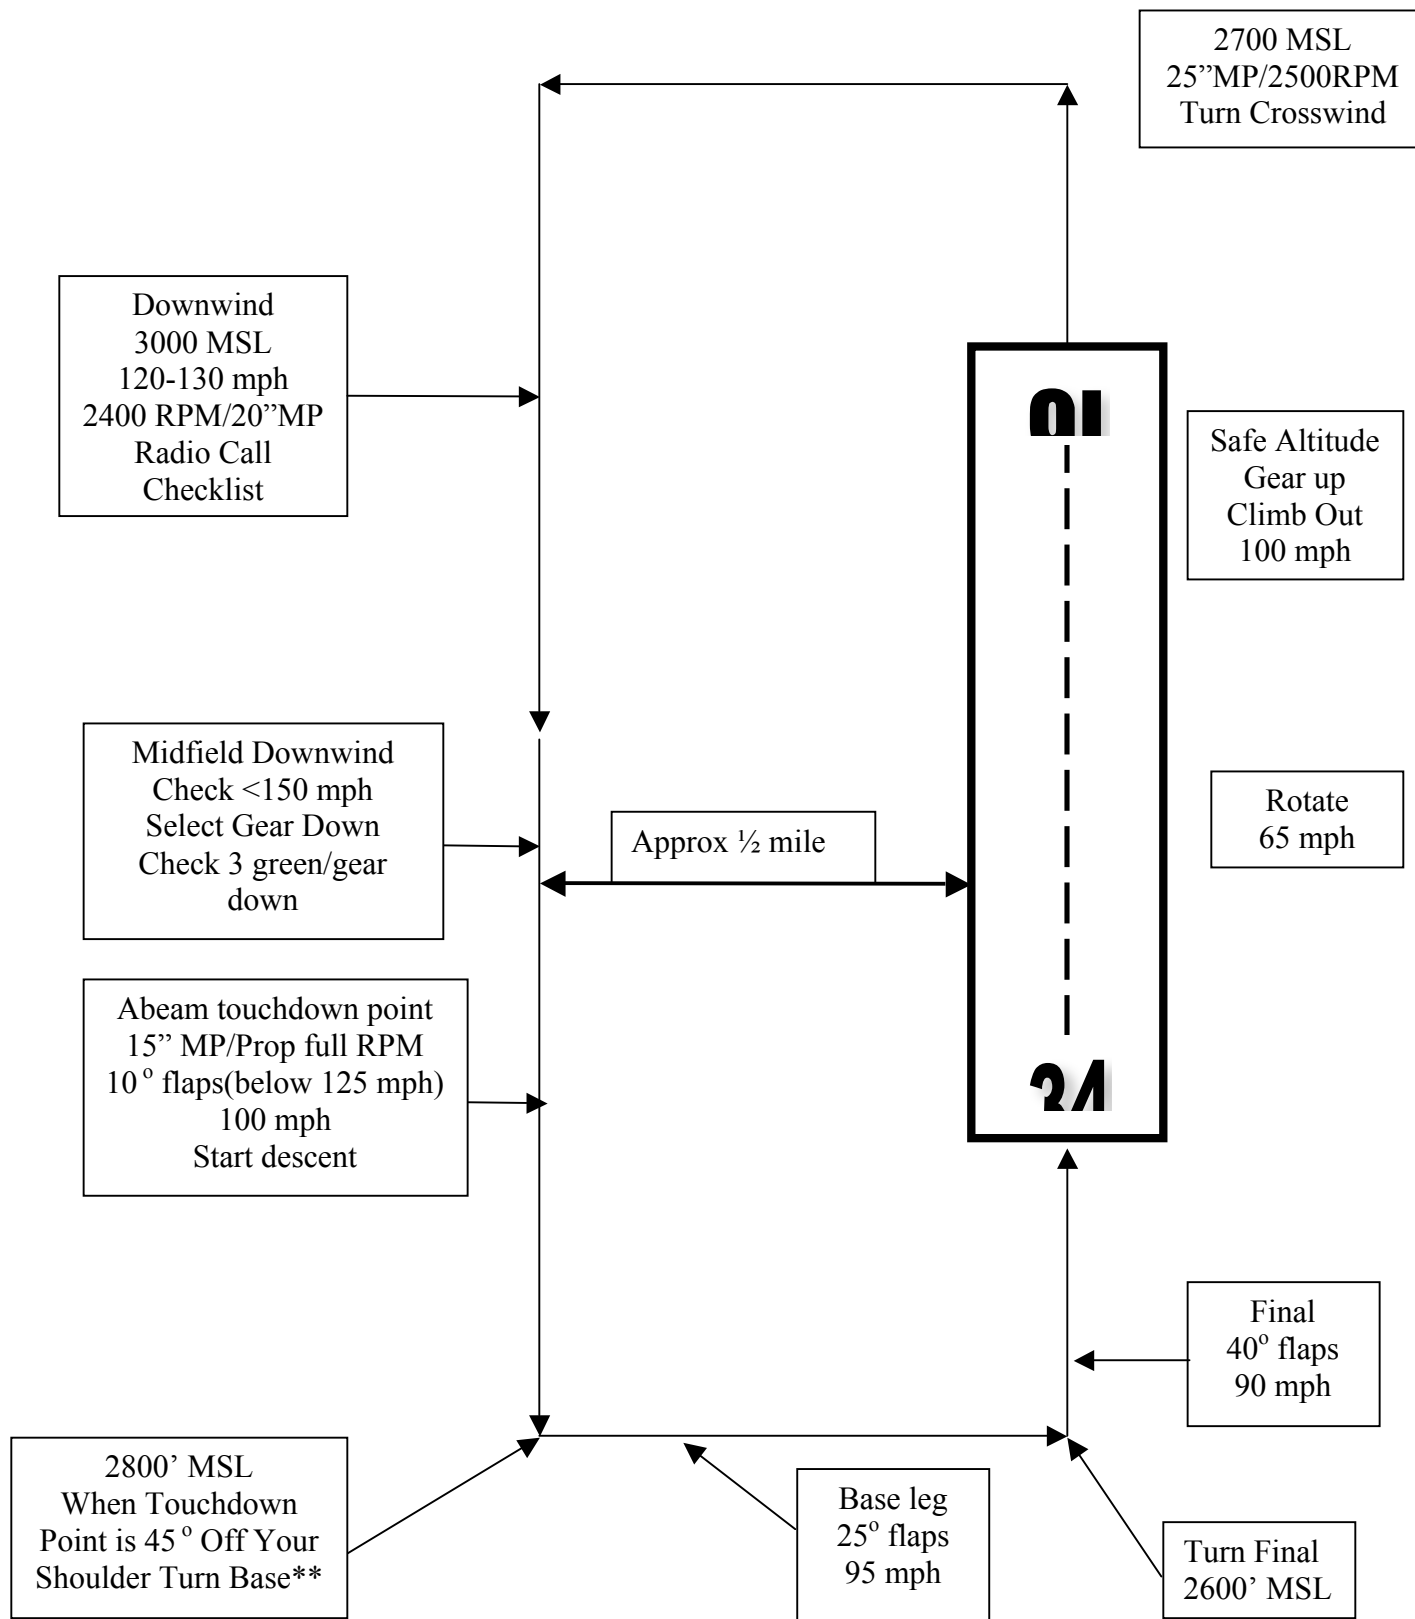 2700 MSL
25”MP/2500RPM
Turn Crosswind
Downwind
3000 MSL
120-130 mph
2400 RPM/20”MP
Radio Call
Checklist
16
Safe Altitude
Gear up
Climb Out
100 mph
Midfield Downwind
Check <150 mph
Select Gear Down
Check 3 green/gear
down
Approx ½ mile
Rotate
65 mph
Abeam touchdown point
15” MP/Prop full RPM
10 º flaps(below 125 mph)
100 mph
Start descent
34
Final
40º flaps
90 mph
2800’ MSL
When Touchdown
Point is 45 º Off Your
Shoulder Turn Base**
Base leg
25º flaps
95 mph
Turn Final
2600’ MSL